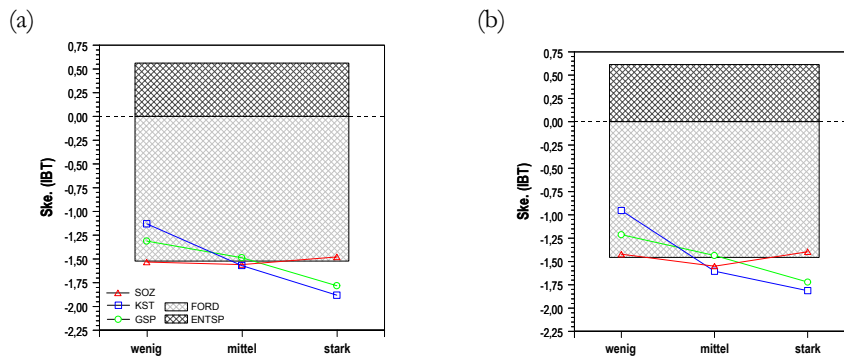 (a)
(b)
Ske. (IBT)
0,75
0,50
0,25
0,00
-0,25
-0,50
-0,75
-1,00
-1,25
-1,50
-1,75
-2,00
-2,25
SOZ
KST
GSP
FORD
ENTSP
wenig mittel stark
Ske. (IBT)
0,75
0,50
0,25
0,00
-0,25
-0,50
-0,75
-1,00
-1,25
-1,50
-1,75
-2,00
-2,25
wenig mittel stark